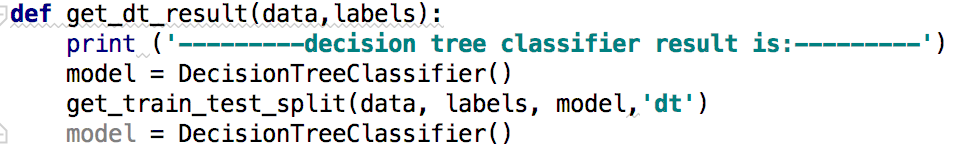 def get_dt_result(data,labels):
    print ('---------decision tree classifier result is:---------')
    model = DecisionTreeClassifier()
    get_train_test_split(data, labels, model,'dt')
    model = DecisionTreeClassifier()